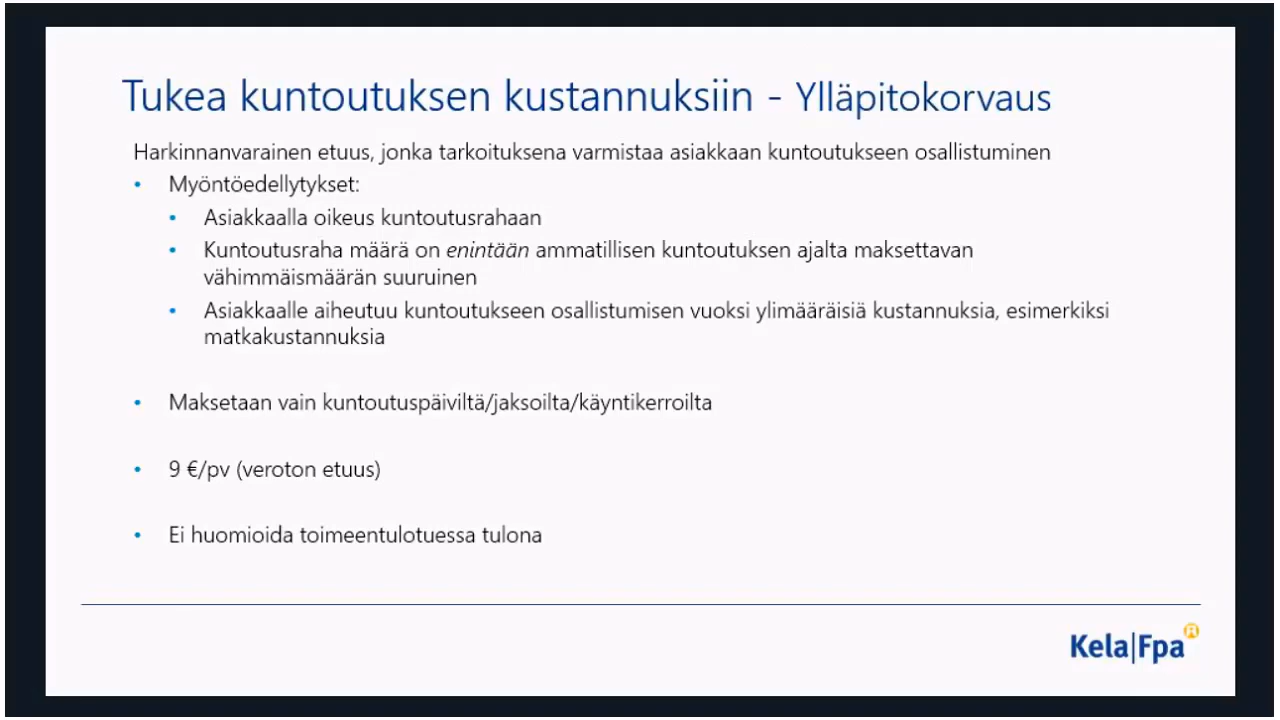 Tukea kuntoutuksen kustannuksiin - Ylläpitokorvaus
Harkinnanvarainen etuus, jonka tarkoituksena varmistaa asiakkaan kuntoutukseen osallistuminen
• Myöntöedellytykset:
• Asiakkaalla oikeus kuntoutusrahaan
• Kuntoutusraha määrä on enintään ammatillisen kuntoutuksen ajalta maksettavan
vähimmäismäärän suuruinen
• Asiakkaalle aiheutuu kuntoutukseen osallistumisen vuoksi ylimääräisiä kustannuksia, esimerkiksi
matkakustannuksia
• Maksetaan vain kuntoutuspäiviltä/jaksoilta/käyntikerroilta
• 9 €/pv (veroton etuus)
• Ei huomioida toimeentulotuessa tulona
Kela|Fpa